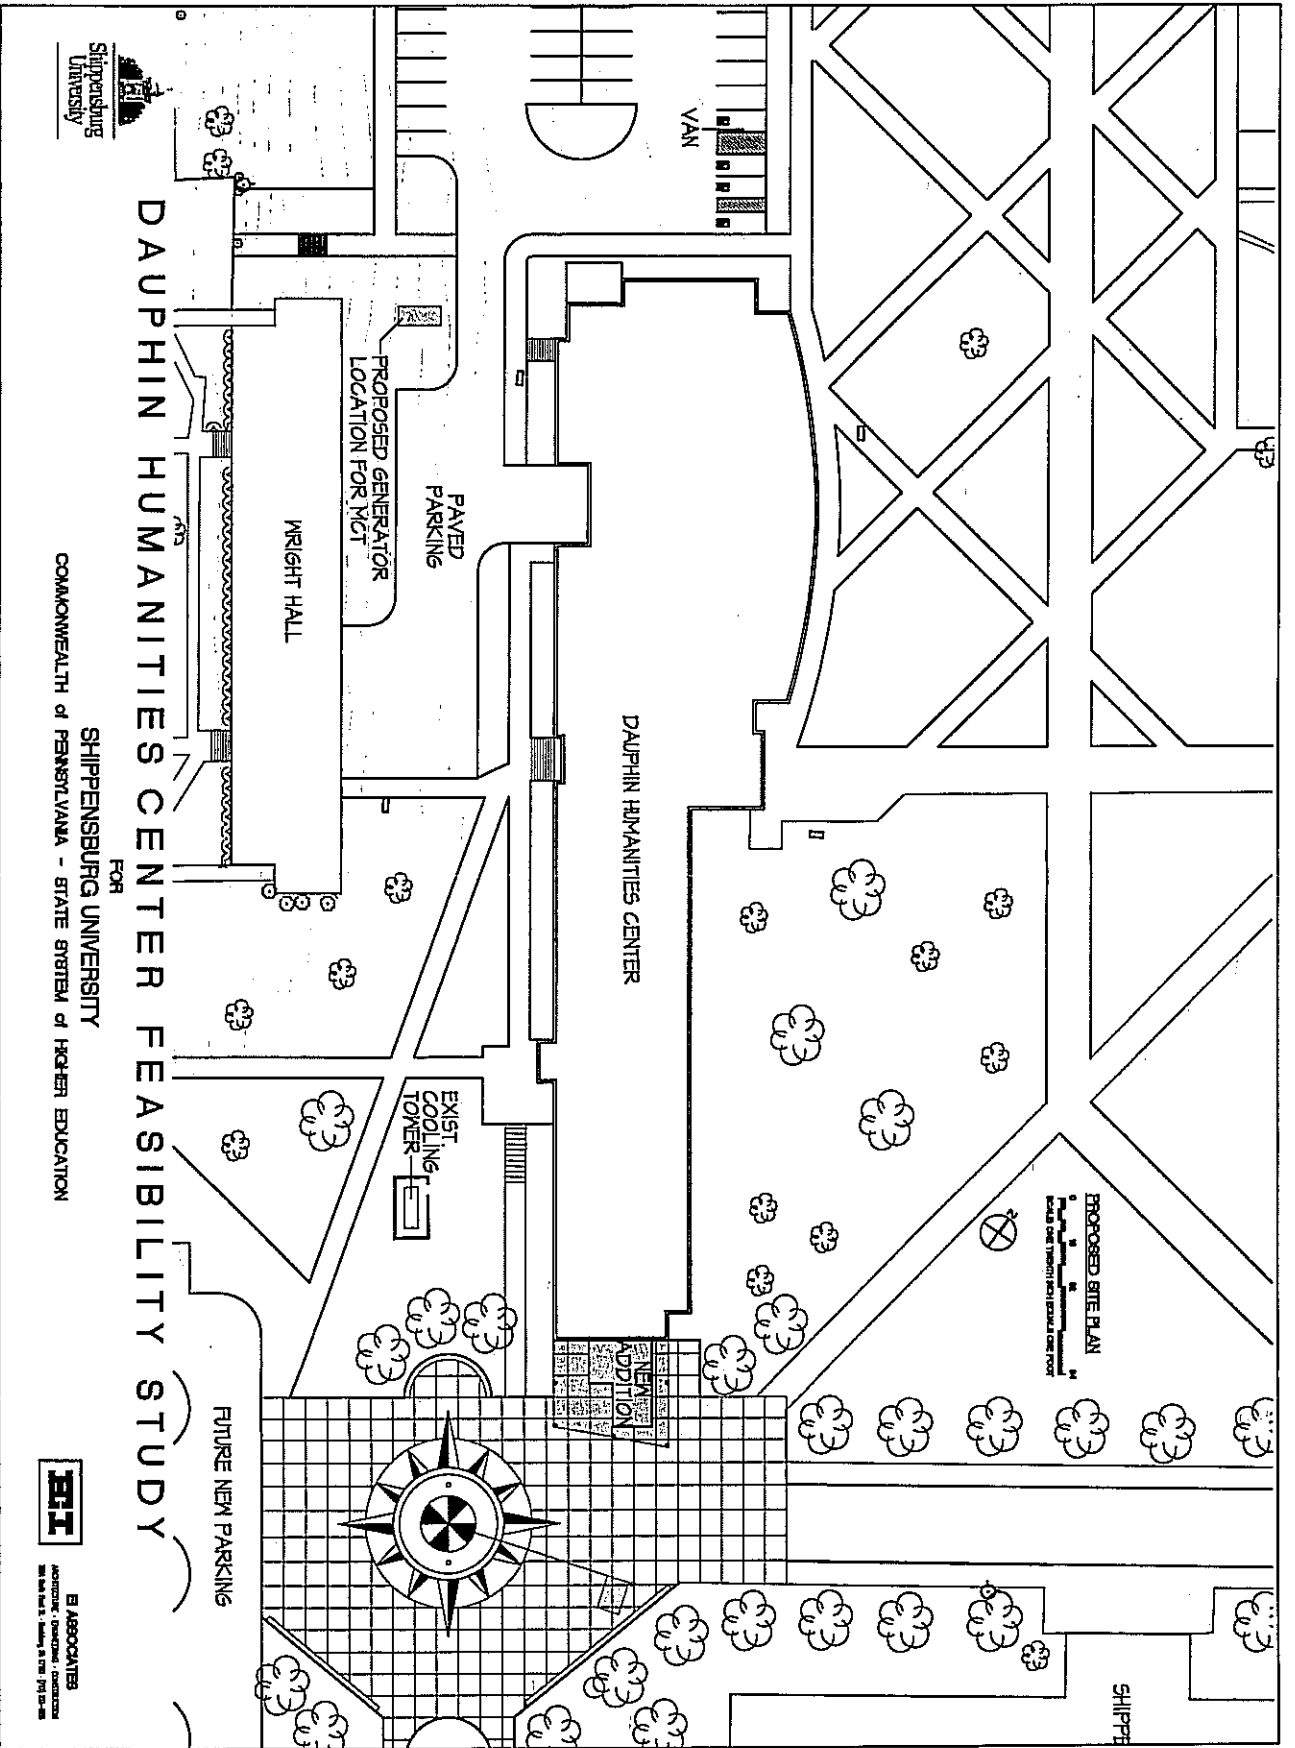 SHIPPE
PROPOSED SITE PLAN
N
VAN
DAUPHIN HUMANITIES CENTER
NEW
ADDITION
PAVED
PARKING
PROPOSED GENERATOR
LOCATION FOR MCT
EXIST.
COOLING
TOWER
WRIGHT HALL
FUTURE NEW PARKING
DAUPHIN HUMANITIES CENTER FEASIBILITY STUDY
FOR
SHIPPENSBURG UNIVERSITY
COMMONWEALTH of PENNSYLVANIA - STATE SYSTEM of HIGHER EDUCATION
Shippensburg
University
EI
EI ASSOCIATES